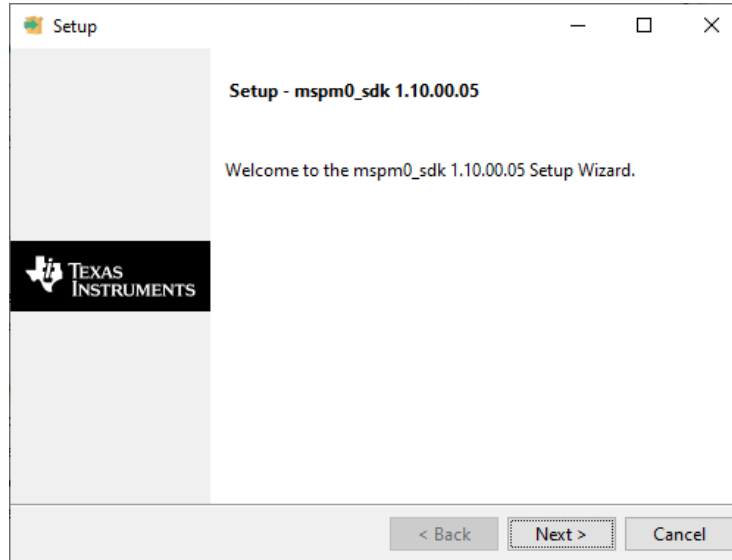 Setup
Setup - mspm0_sdk 1.10.00.05
Welcome to the mspm0_sdk 1.10.00.05 Setup Wizard.
TEXAS
INSTRUMENTS
< Back Next > Cancel